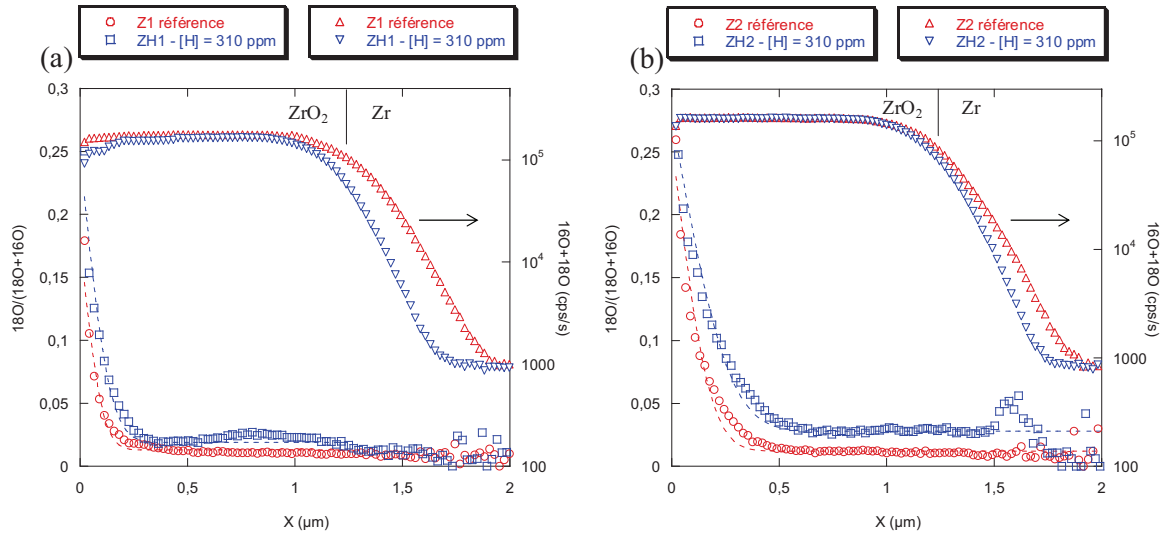 Z1 référence
ZH1 - [H] = 310 ppm
Z1 référence
ZH1 - [H] = 310 ppm
(a)
0,3
0,25
0,2
0,15
0,1
0,05
0
ZrO2
Zr
10^5
10^4
1000
100
18O/(18O+16O)
16O+18O (cps/s)
0
0,5
1
1,5
2
X (µm)
Z2 référence
ZH2 - [H] = 310 ppm
Z2 référence
ZH2 - [H] = 310 ppm
(b)
0,3
0,25
0,2
0,15
0,1
0,05
0
ZrO2
Zr
10^5
10^4
1000
100
18O/(18O+16O)
16O+18O (cps/s)
0
0,5
1
1,5
2
X (µm)